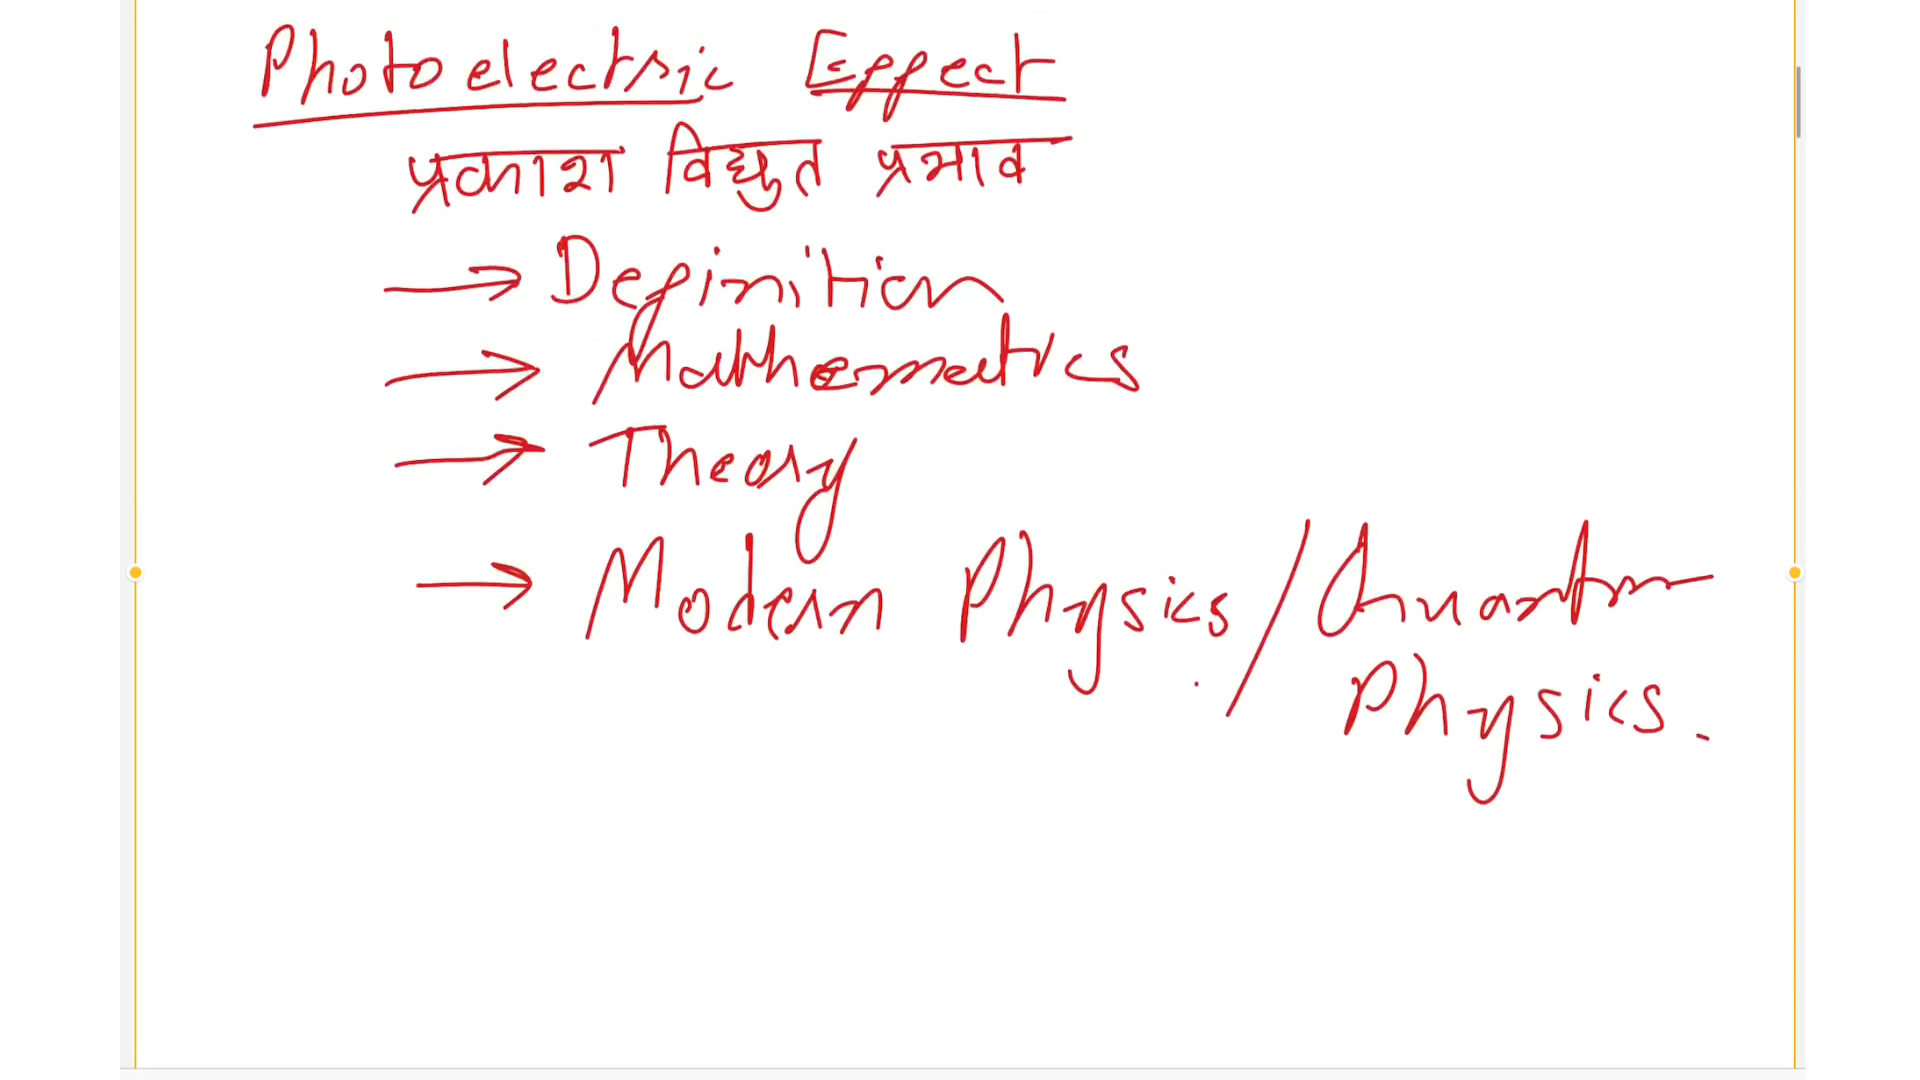 Photoelectric Effect
प्रकाश विद्युत प्रभाव
→ Definition
→ Mathematics
→ Theory
→ Modern Physics / Quantum
Physics.